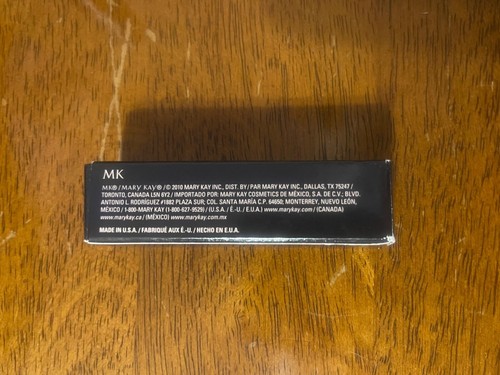 MK
MK® / MARY KAY® / © 2010 MARY KAY INC., DIST. BY / PAR MARY KAY INC., DALLAS, TX 75247 /
TORONTO, CANADA L5N 6Y2 / IMPORTADO POR: MARY KAY COSMETICS DE MÉXICO, S.A. DE C.V.; BLVD.
ANTONIO L. RODRÍGUEZ #1882 PLAZA SUR; COL. SANTA MARÍA C.P. 64650; MONTERREY, NUEVO LEÓN,
MÉXICO / 1-800-MARY KAY (1-800-627-9529) / (U.S.A. / É.-U. / E.U.A.) www.marykay.com / (CANADA)
www.marykay.ca / (MÉXICO) www.marykay.com.mx
MADE IN U.S.A. / FABRIQUÉ AUX É.-U. / HECHO EN E.U.A.